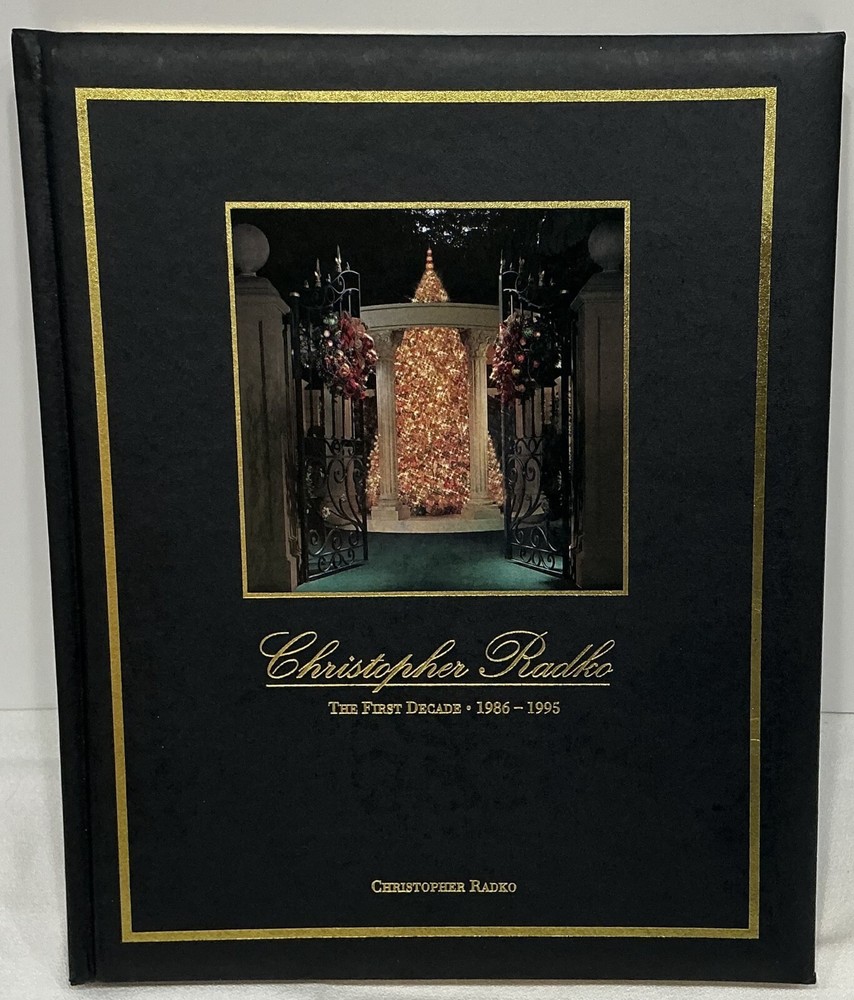 Christopher Radko
The First Decade • 1986 – 1995
Christopher Radko